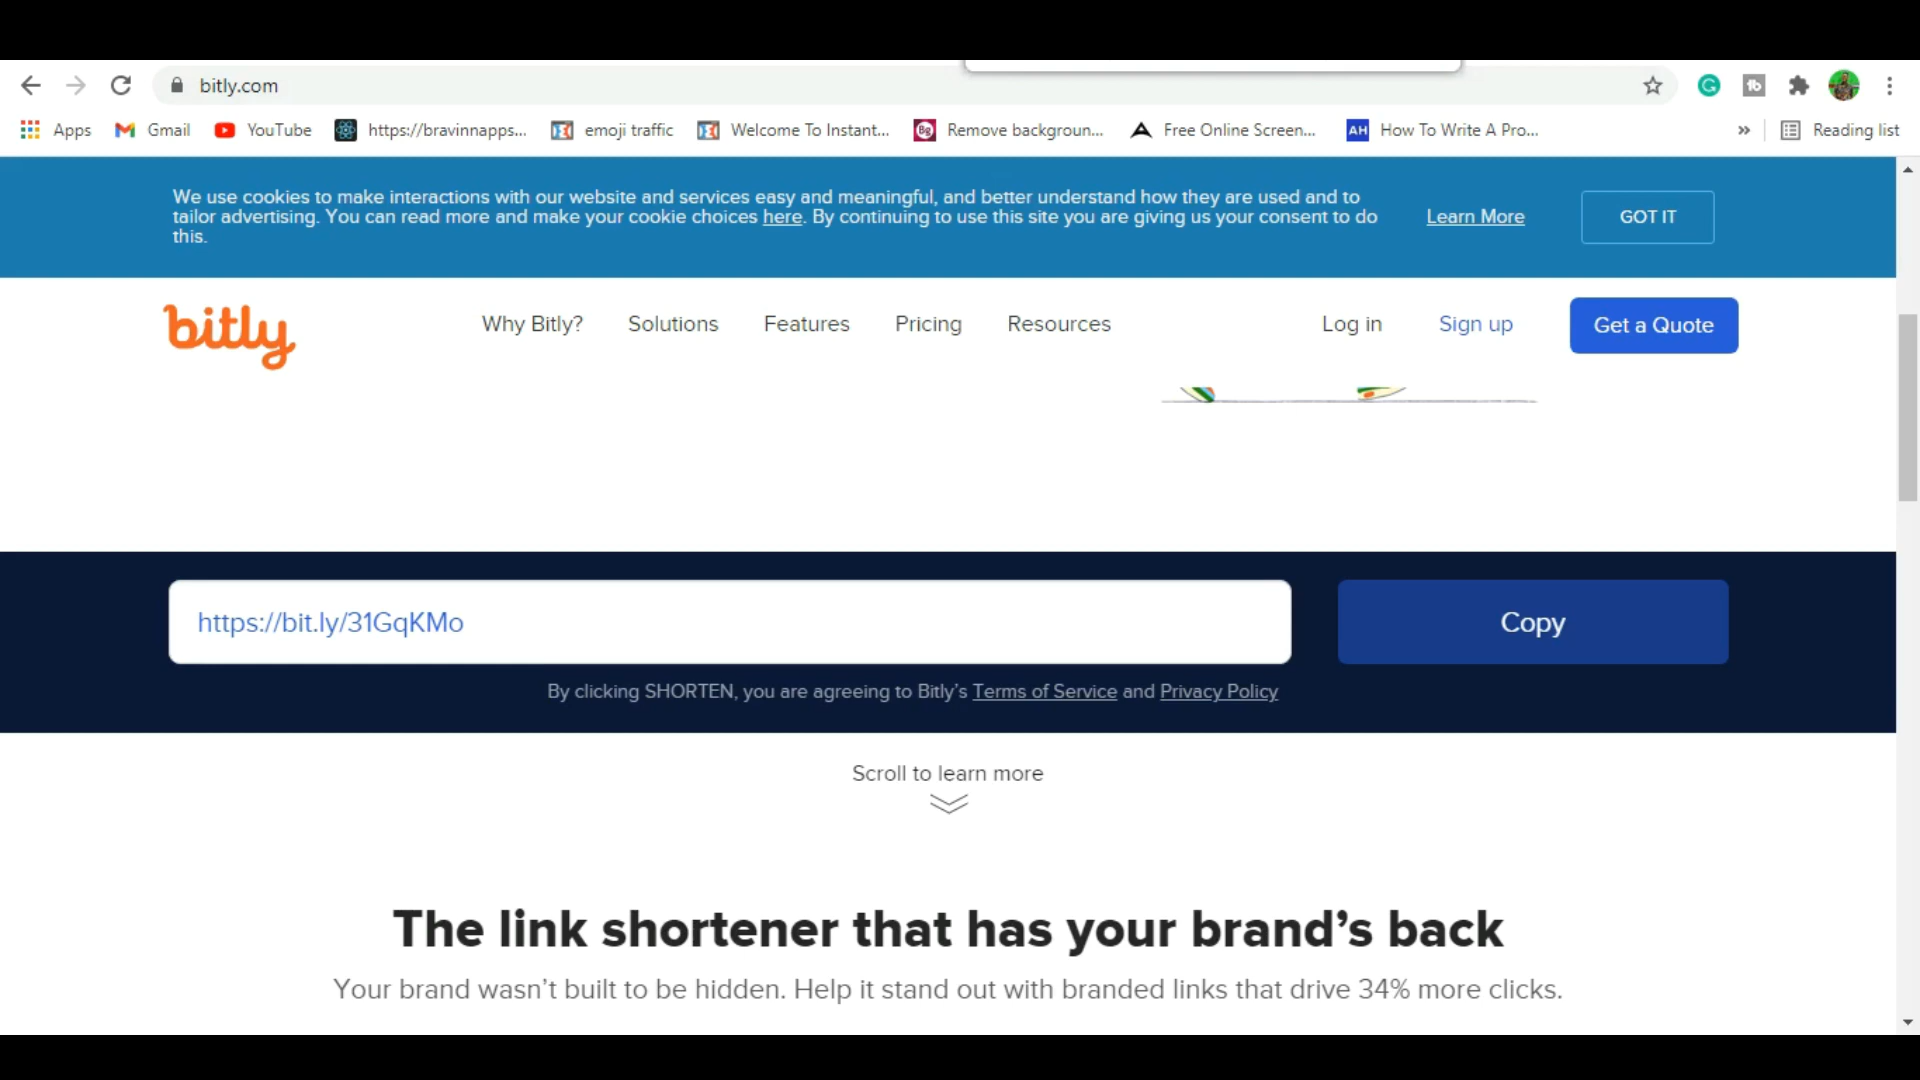 bitly.com
Apps Gmail YouTube https://bravinnapps... emoji traffic Welcome To Instant... Remove backgroun... Free Online Screen... AH How To Write A Pro... » Reading list
We use cookies to make interactions with our website and services easy and meaningful, and better understand how they are used and to
tailor advertising. You can read more and make your cookie choices here. By continuing to use this site you are giving us your consent to do
this.
Learn More
GOT IT
bitly
Why Bitly? Solutions Features Pricing Resources Log in Sign up Get a Quote
https://bit.ly/31GqKMo
Copy
By clicking SHORTEN, you are agreeing to Bitly’s Terms of Service and Privacy Policy
Scroll to learn more
The link shortener that has your brand’s back
Your brand wasn’t built to be hidden. Help it stand out with branded links that drive 34% more clicks.